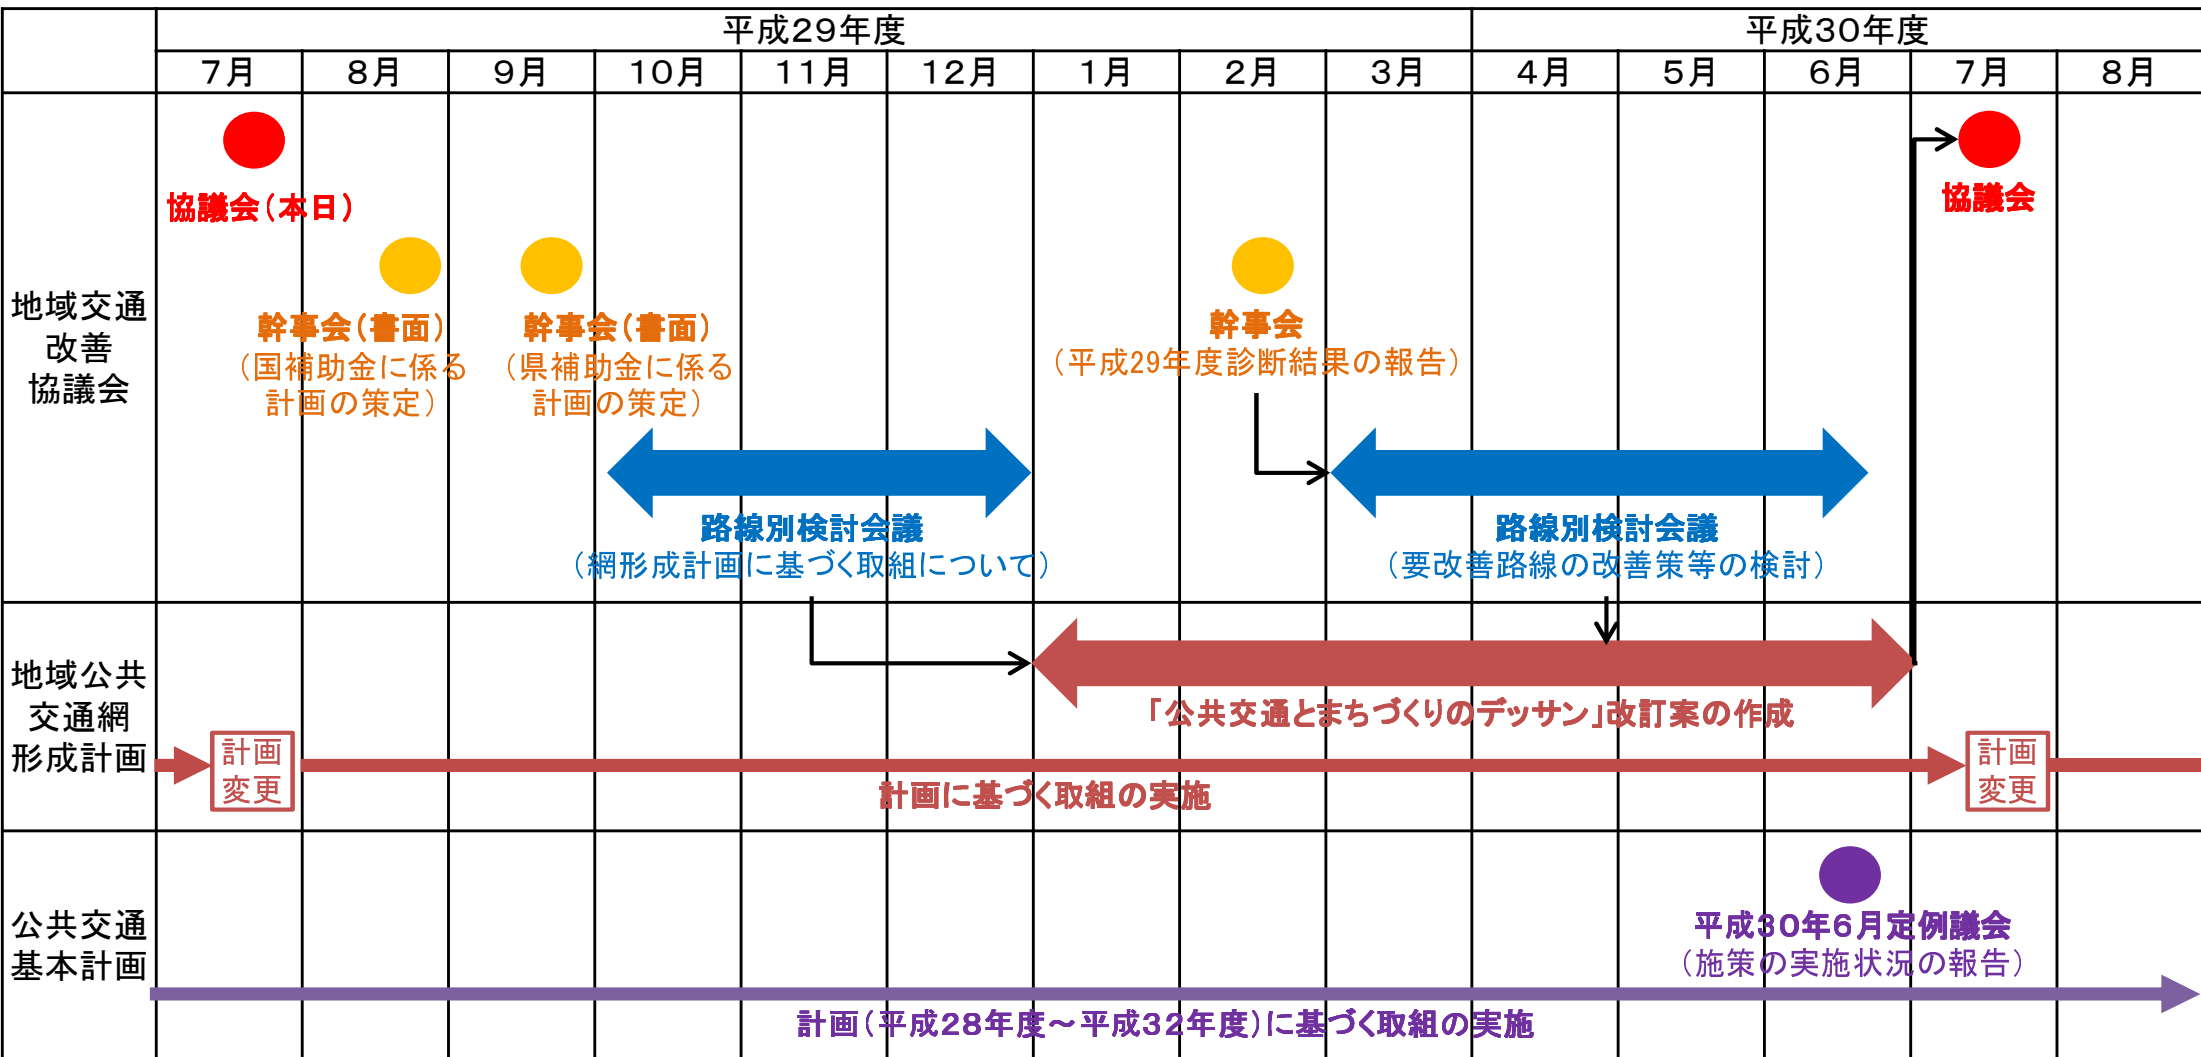 平成29年度
平成30年度
7月
8月
9月
10月
11月
12月
1月
2月
3月
4月
5月
6月
7月
8月
地域交通
改善
協議会
協議会(本日)
協議会
幹事会(書面)
(国補助金に係る
計画の策定)
幹事会(書面)
(県補助金に係る
計画の策定)
幹事会
(平成29年度診断結果の報告)
路線別検討会議
(網形成計画に基づく取組について)
路線別検討会議
(要改善路線の改善策等の検討)
地域公共
交通網
形成計画
「公共交通とまちづくりのデッサン」改訂案の作成
計画
変更
計画に基づく取組の実施
計画
変更
公共交通
基本計画
平成30年6月定例議会
(施策の実施状況の報告)
計画(平成28年度~平成32年度)に基づく取組の実施